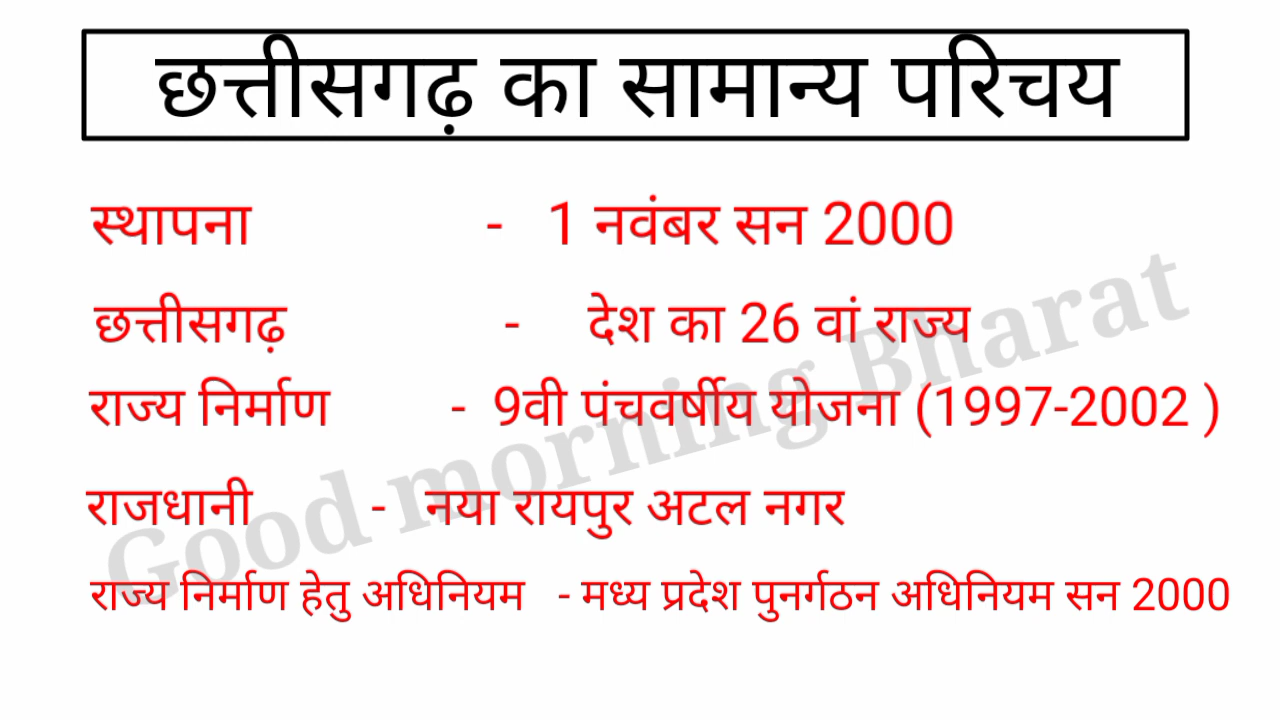 छत्तीसगढ़ का सामान्य परिचय
स्थापना - 1 नवंबर सन 2000
छत्तीसगढ़ - देश का 26 वां राज्य
राज्य निर्माण - 9वी पंचवर्षीय योजना (1997-2002 )
राजधानी - नया रायपुर अटल नगर
राज्य निर्माण हेतु अधिनियम - मध्य प्रदेश पुनर्गठन अधिनियम सन 2000
Good morning Bharat